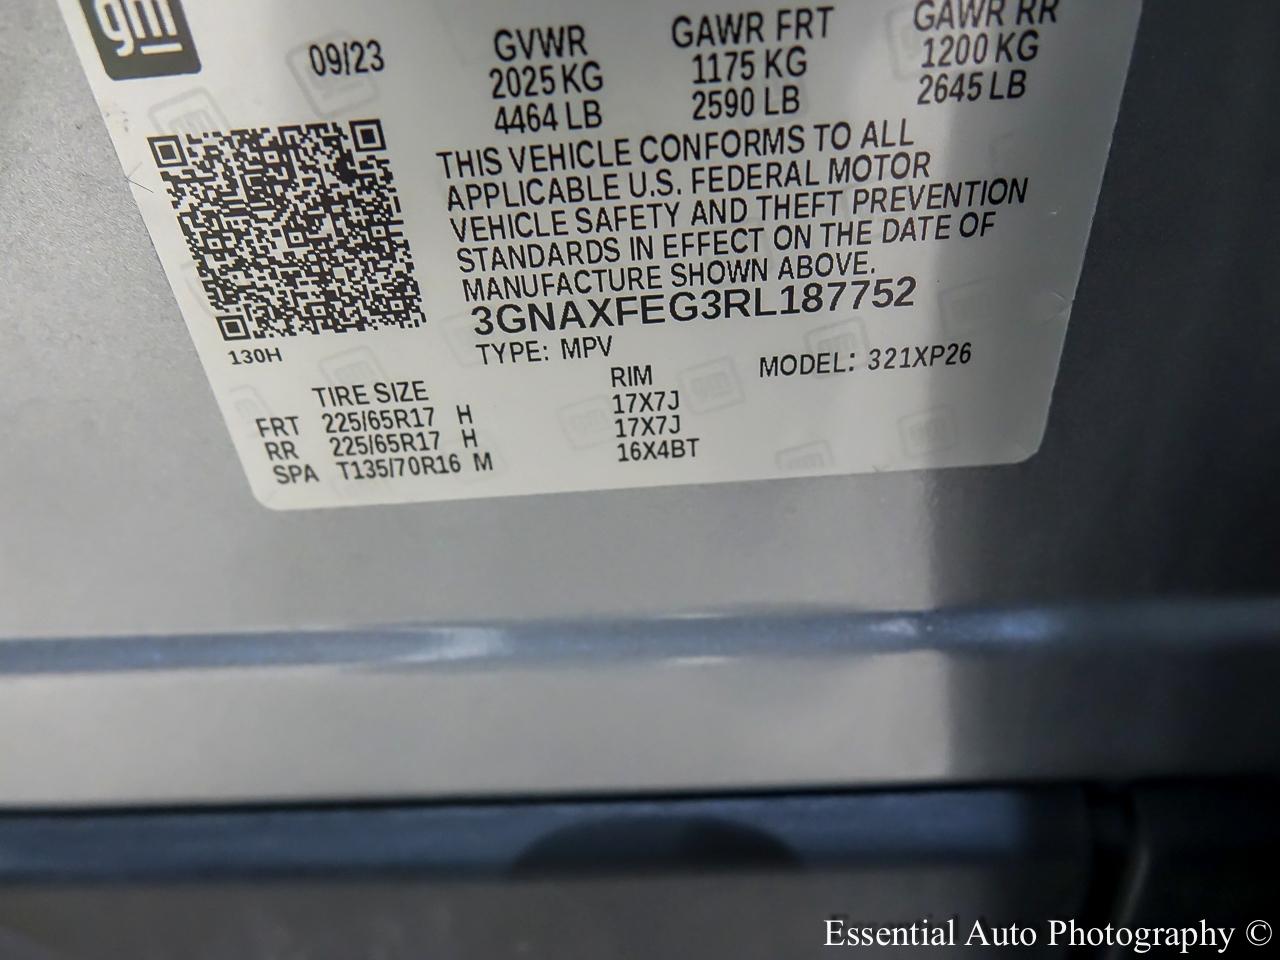 gm
09/23
GVWR
2025 KG
4464 LB
GAWR FRT
1175 KG
2590 LB
GAWR RR
1200 KG
2645 LB
THIS VEHICLE CONFORMS TO ALL
APPLICABLE U.S. FEDERAL MOTOR
VEHICLE SAFETY AND THEFT PREVENTION
STANDARDS IN EFFECT ON THE DATE OF
MANUFACTURE SHOWN ABOVE.
3GNAXFEG3RL187752
TYPE: MPV
MODEL: 321XP26
130H
TIRE SIZE RIM
FRT 225/65R17 H 17X7J
RR 225/65R17 H 17X7J
SPA T135/70R16 M 16X4BT
Essential Auto Photography ©